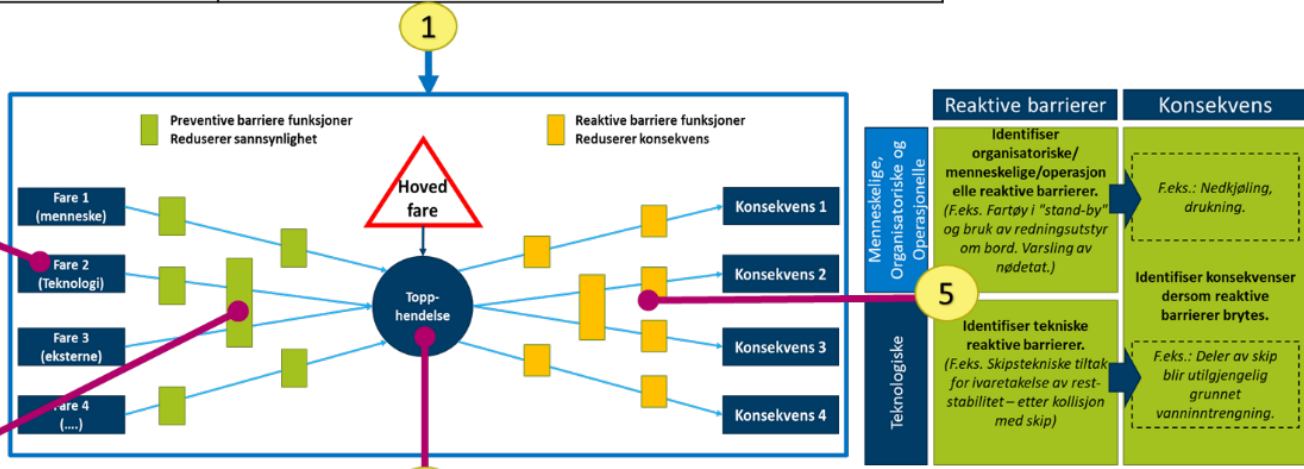 1
Preventive barriere funksjoner
Reduserer sannsynlighet
Reaktive barriere funksjoner
Reduserer konsekvens
Hoved
fare
Fare 1
(menneske)
Fare 2
(Teknologi)
Fare 3
(eksterne)
Fare 4
(....)
Topp-
hendelse
Konsekvens 1
Konsekvens 2
Konsekvens 3
Konsekvens 4
5
Reaktive barrierer
Konsekvens
Menneskelige,
Organisatoriske og
Operasjonelle
Identifiser
organisatoriske/
menneskelige/operasjon
elle reaktive barrierer.
(F.eks. Fartøy i "stand-by"
og bruk av redningsutstyr
om bord. Varsling av
nødetat.)
F.eks.: Nedkjøling,
drukning.
Identifiser konsekvenser
dersom reaktive
barrierer brytes.
Teknologiske
Identifiser tekniske
reaktive barrierer.
(F.eks. Skipstekniske tiltak
for ivaretakelse av rest-
stabilitet – etter kollisjon
med skip)
F.eks.: Deler av skip
blir utilgjengelig
grunnet
vanninntrengning.